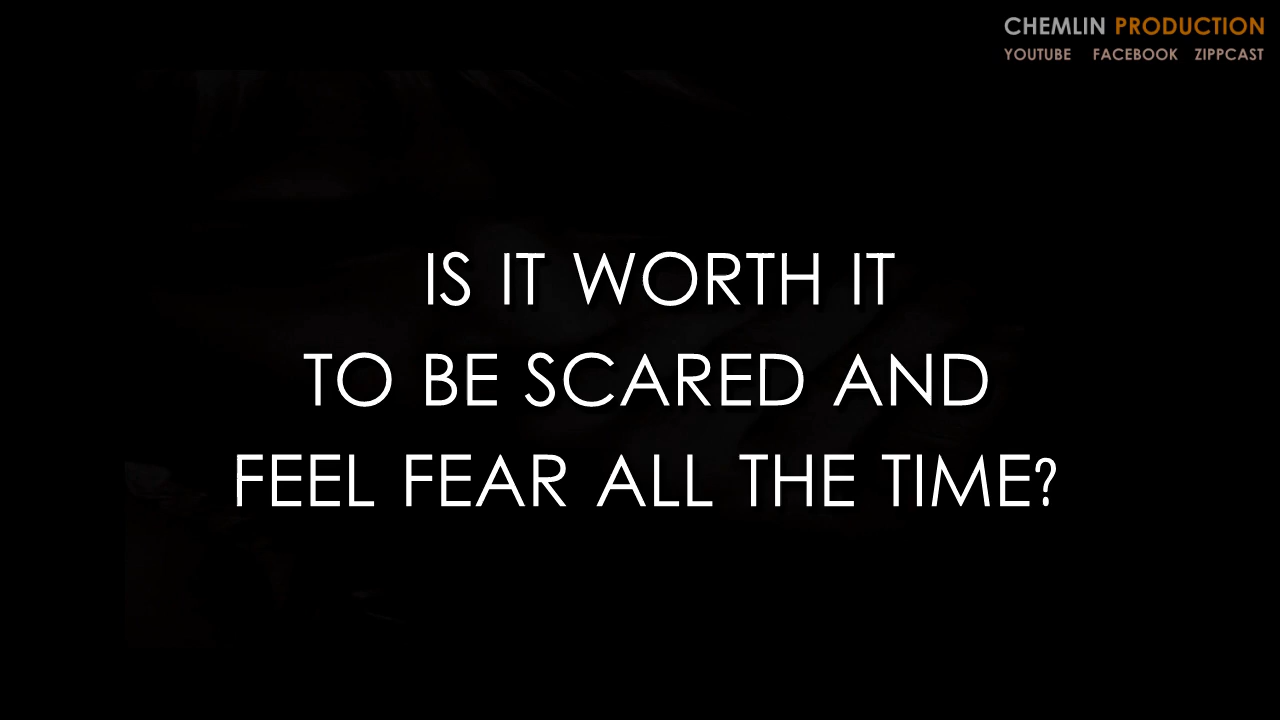 CHEMLIN PRODUCTION
YOUTUBE FACEBOOK ZIPPCAST
IS IT WORTH IT
TO BE SCARED AND
FEEL FEAR ALL THE TIME?